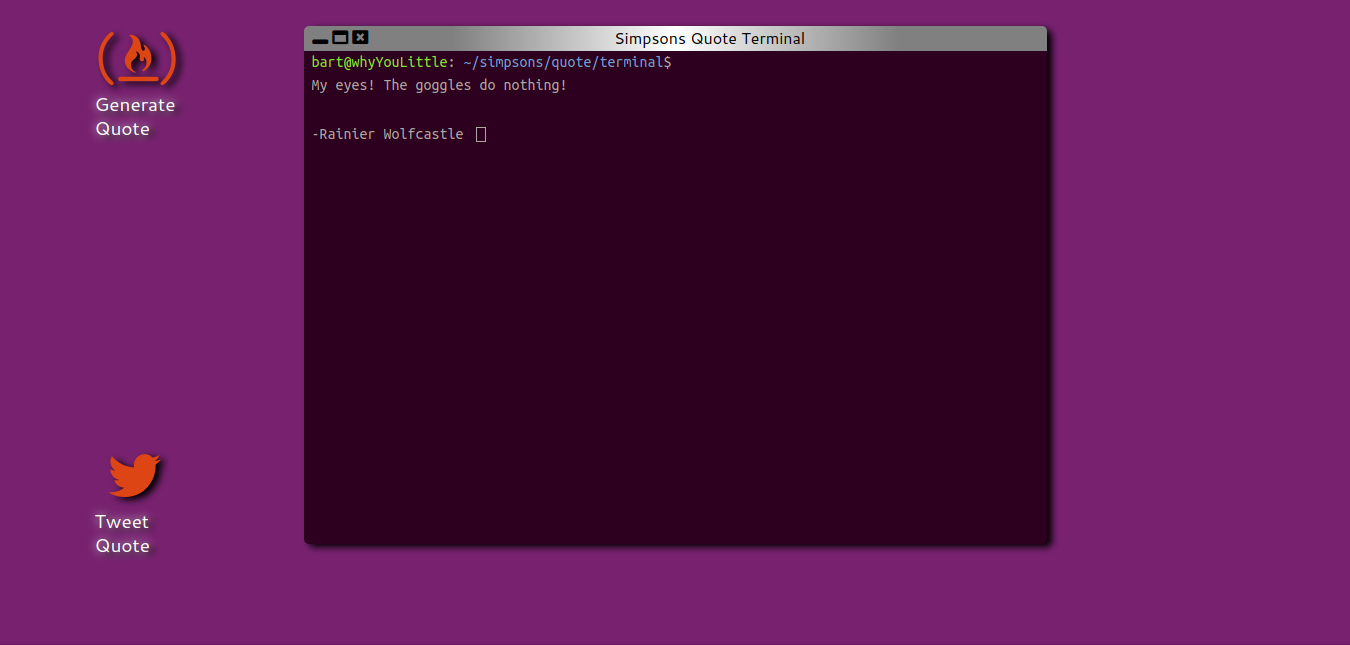 Generate
Quote
Tweet
Quote
Simpsons Quote Terminal
bart@whyYouLittle: ~/simpsons/quote/terminal$
My eyes! The goggles do nothing!
-Rainier Wolfcastle